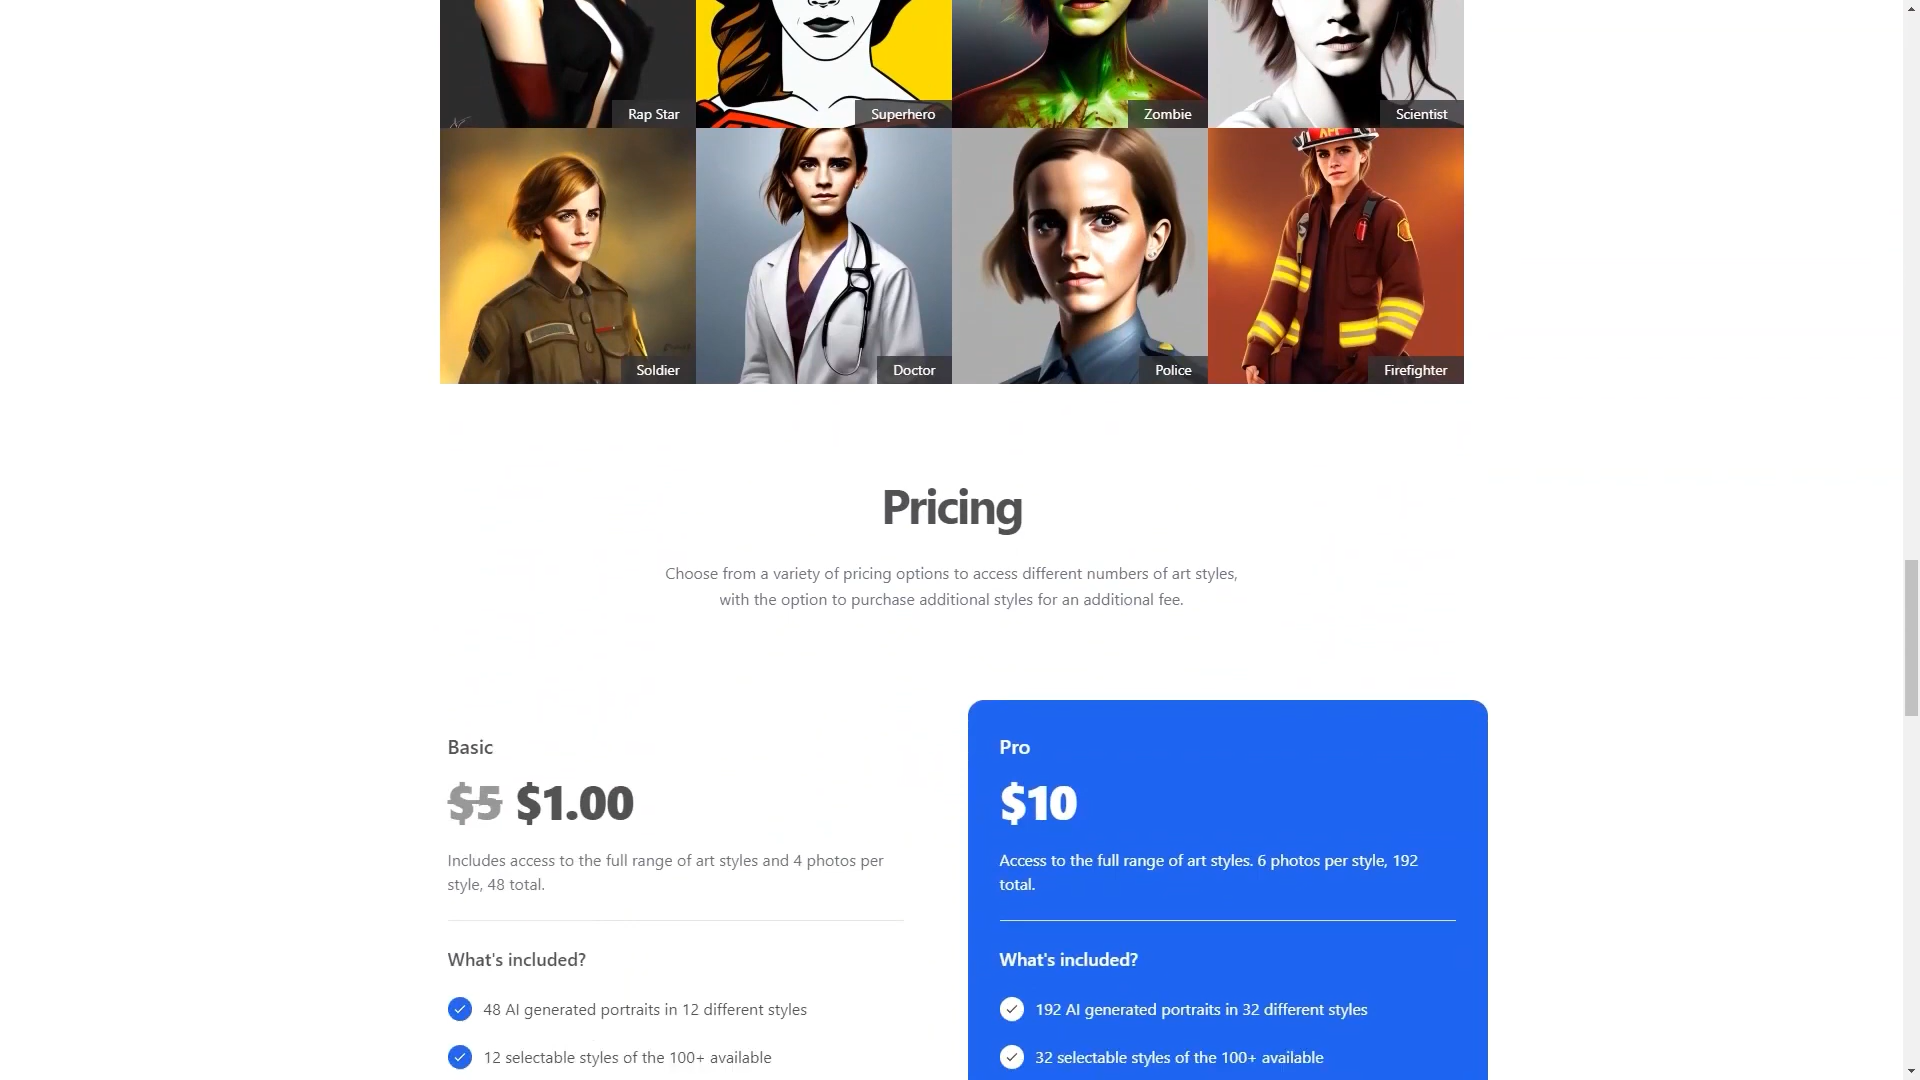 Rap Star
Superhero
Zombie
Scientist
Soldier
Doctor
Police
Firefighter
Pricing
Choose from a variety of pricing options to access different numbers of art styles,
with the option to purchase additional styles for an additional fee.
Basic
$5 $1.00
Includes access to the full range of art styles and 4 photos per
style, 48 total.
What's included?
48 AI generated portraits in 12 different styles
12 selectable styles of the 100+ available
Pro
$10
Access to the full range of art styles. 6 photos per style, 192
total.
What's included?
192 AI generated portraits in 32 different styles
32 selectable styles of the 100+ available